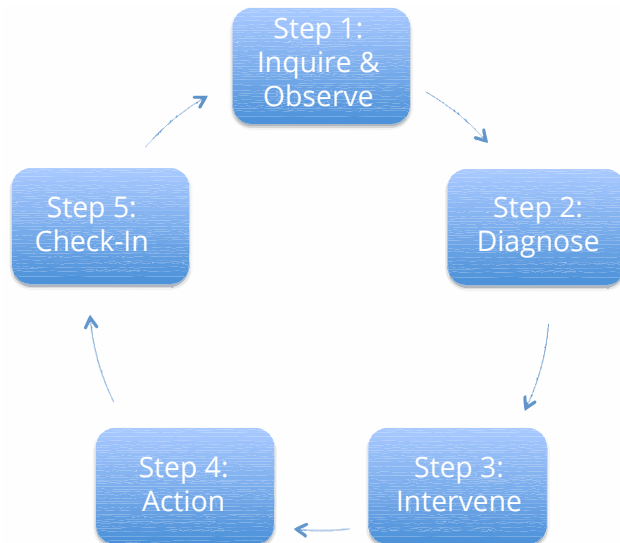 Step 1:
Inquire &
Observe
Step 2:
Diagnose
Step 3:
Intervene
Step 4:
Action
Step 5:
Check-In